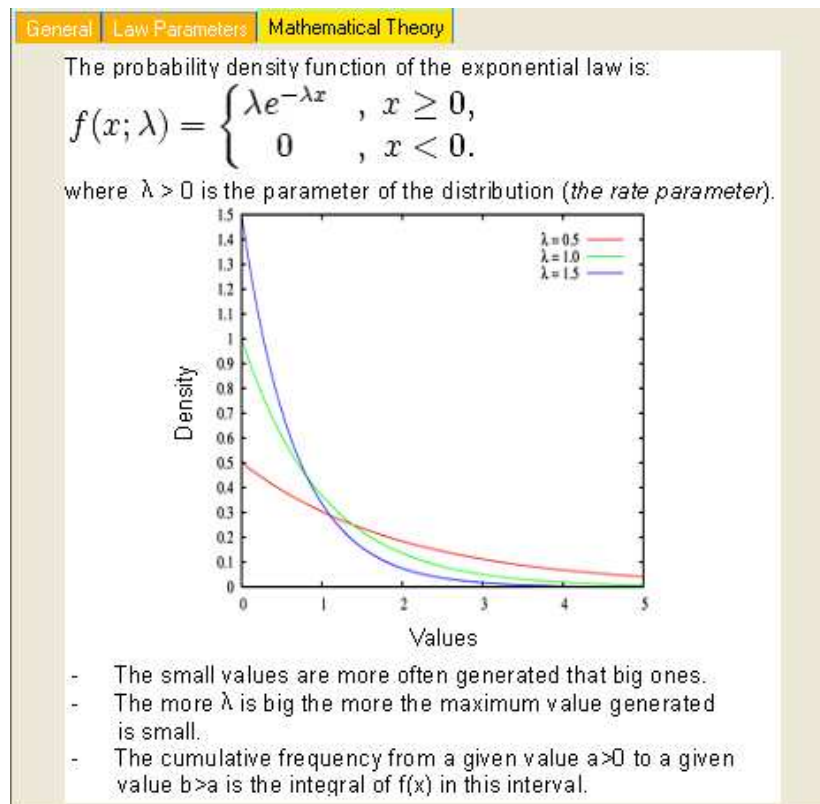 General Law Parameters Mathematical Theory
The probability density function of the exponential law is:
f(x; λ) = { λe^{−λx} , x ≥ 0,
0 , x < 0.
where λ > 0 is the parameter of the distribution (the rate parameter).
1.5
1.4
1.3
1.2
1.1
1
0.9
0.8
0.7
0.6
0.5
0.4
0.3
0.2
0.1
0
λ = 0.5
λ = 1.0
λ = 1.5
Density
0 1 2 3 4 5
Values
- The small values are more often generated that big ones.
- The more λ is big the more the maximum value generated
is small.
- The cumulative frequency from a given value a>0 to a given
value b>a is the integral of f(x) in this interval.